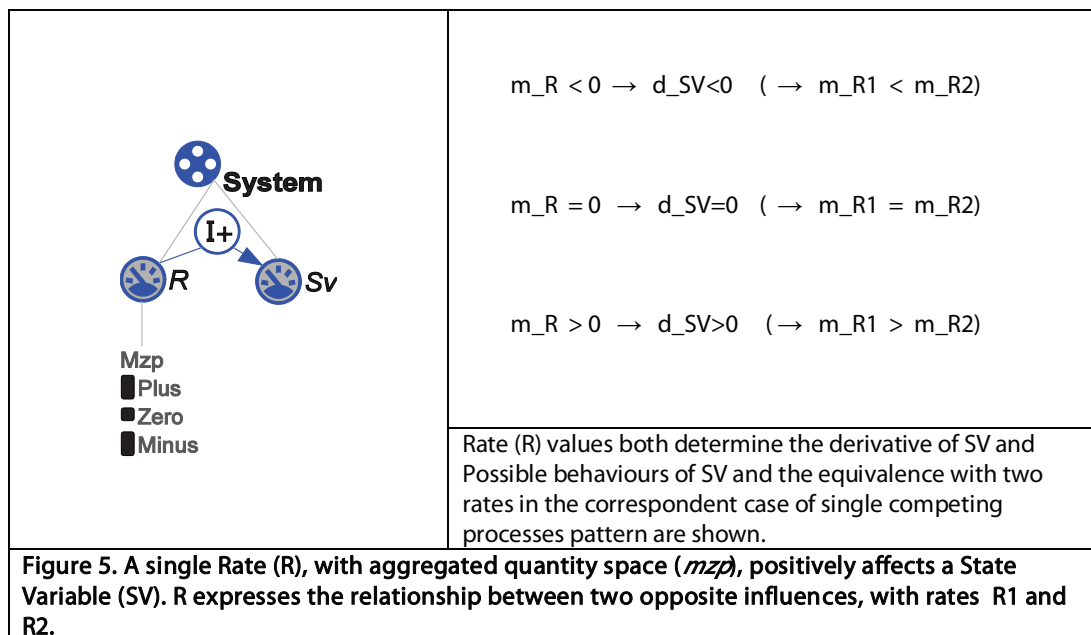 System
I+
R
Sv
Mzp
Plus
Zero
Minus
m_R < 0 → d_SV<0 ( → m_R1 < m_R2)
m_R = 0 → d_SV=0 ( → m_R1 = m_R2)
m_R > 0 → d_SV>0 (→ m_R1 > m_R2)
Rate (R) values both determine the derivative of SV and
Possible behaviours of SV and the equivalence with two
rates in the correspondent case of single competing
processes pattern are shown.
Figure 5. A single Rate (R), with aggregated quantity space (mzp), positively affects a State
Variable (SV). R expresses the relationship between two opposite influences, with rates R1 and
R2.